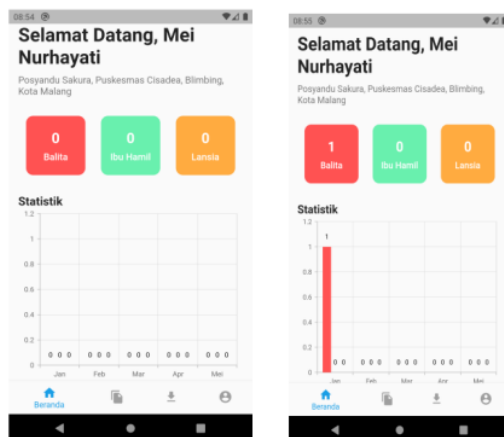 08:54
Selamat Datang, Mei
Nurhayati
Posyandu Sakura, Puskesmas Cisadea, Blimbing,
Kota Malang
0
Balita
0
Ibu Hamil
0
Lansia
Statistik
1.2
1
0.8
0.6
0.4
0.2
0
0 0 0 0 0 0 0 0 0 0 0 0 0 0 0
Jan Feb Mar Apr Mei
Beranda
08:55
Selamat Datang, Mei
Nurhayati
Posyandu Sakura, Puskesmas Cisadea, Blimbing,
Kota Malang
1
Balita
0
Ibu Hamil
0
Lansia
Statistik
1.2
1
1
0.8
0.6
0.4
0.2
0
0 0 0 0 0 0 0 0 0 0 0 0 0 0
Jan Feb Mar Apr Mei
Beranda